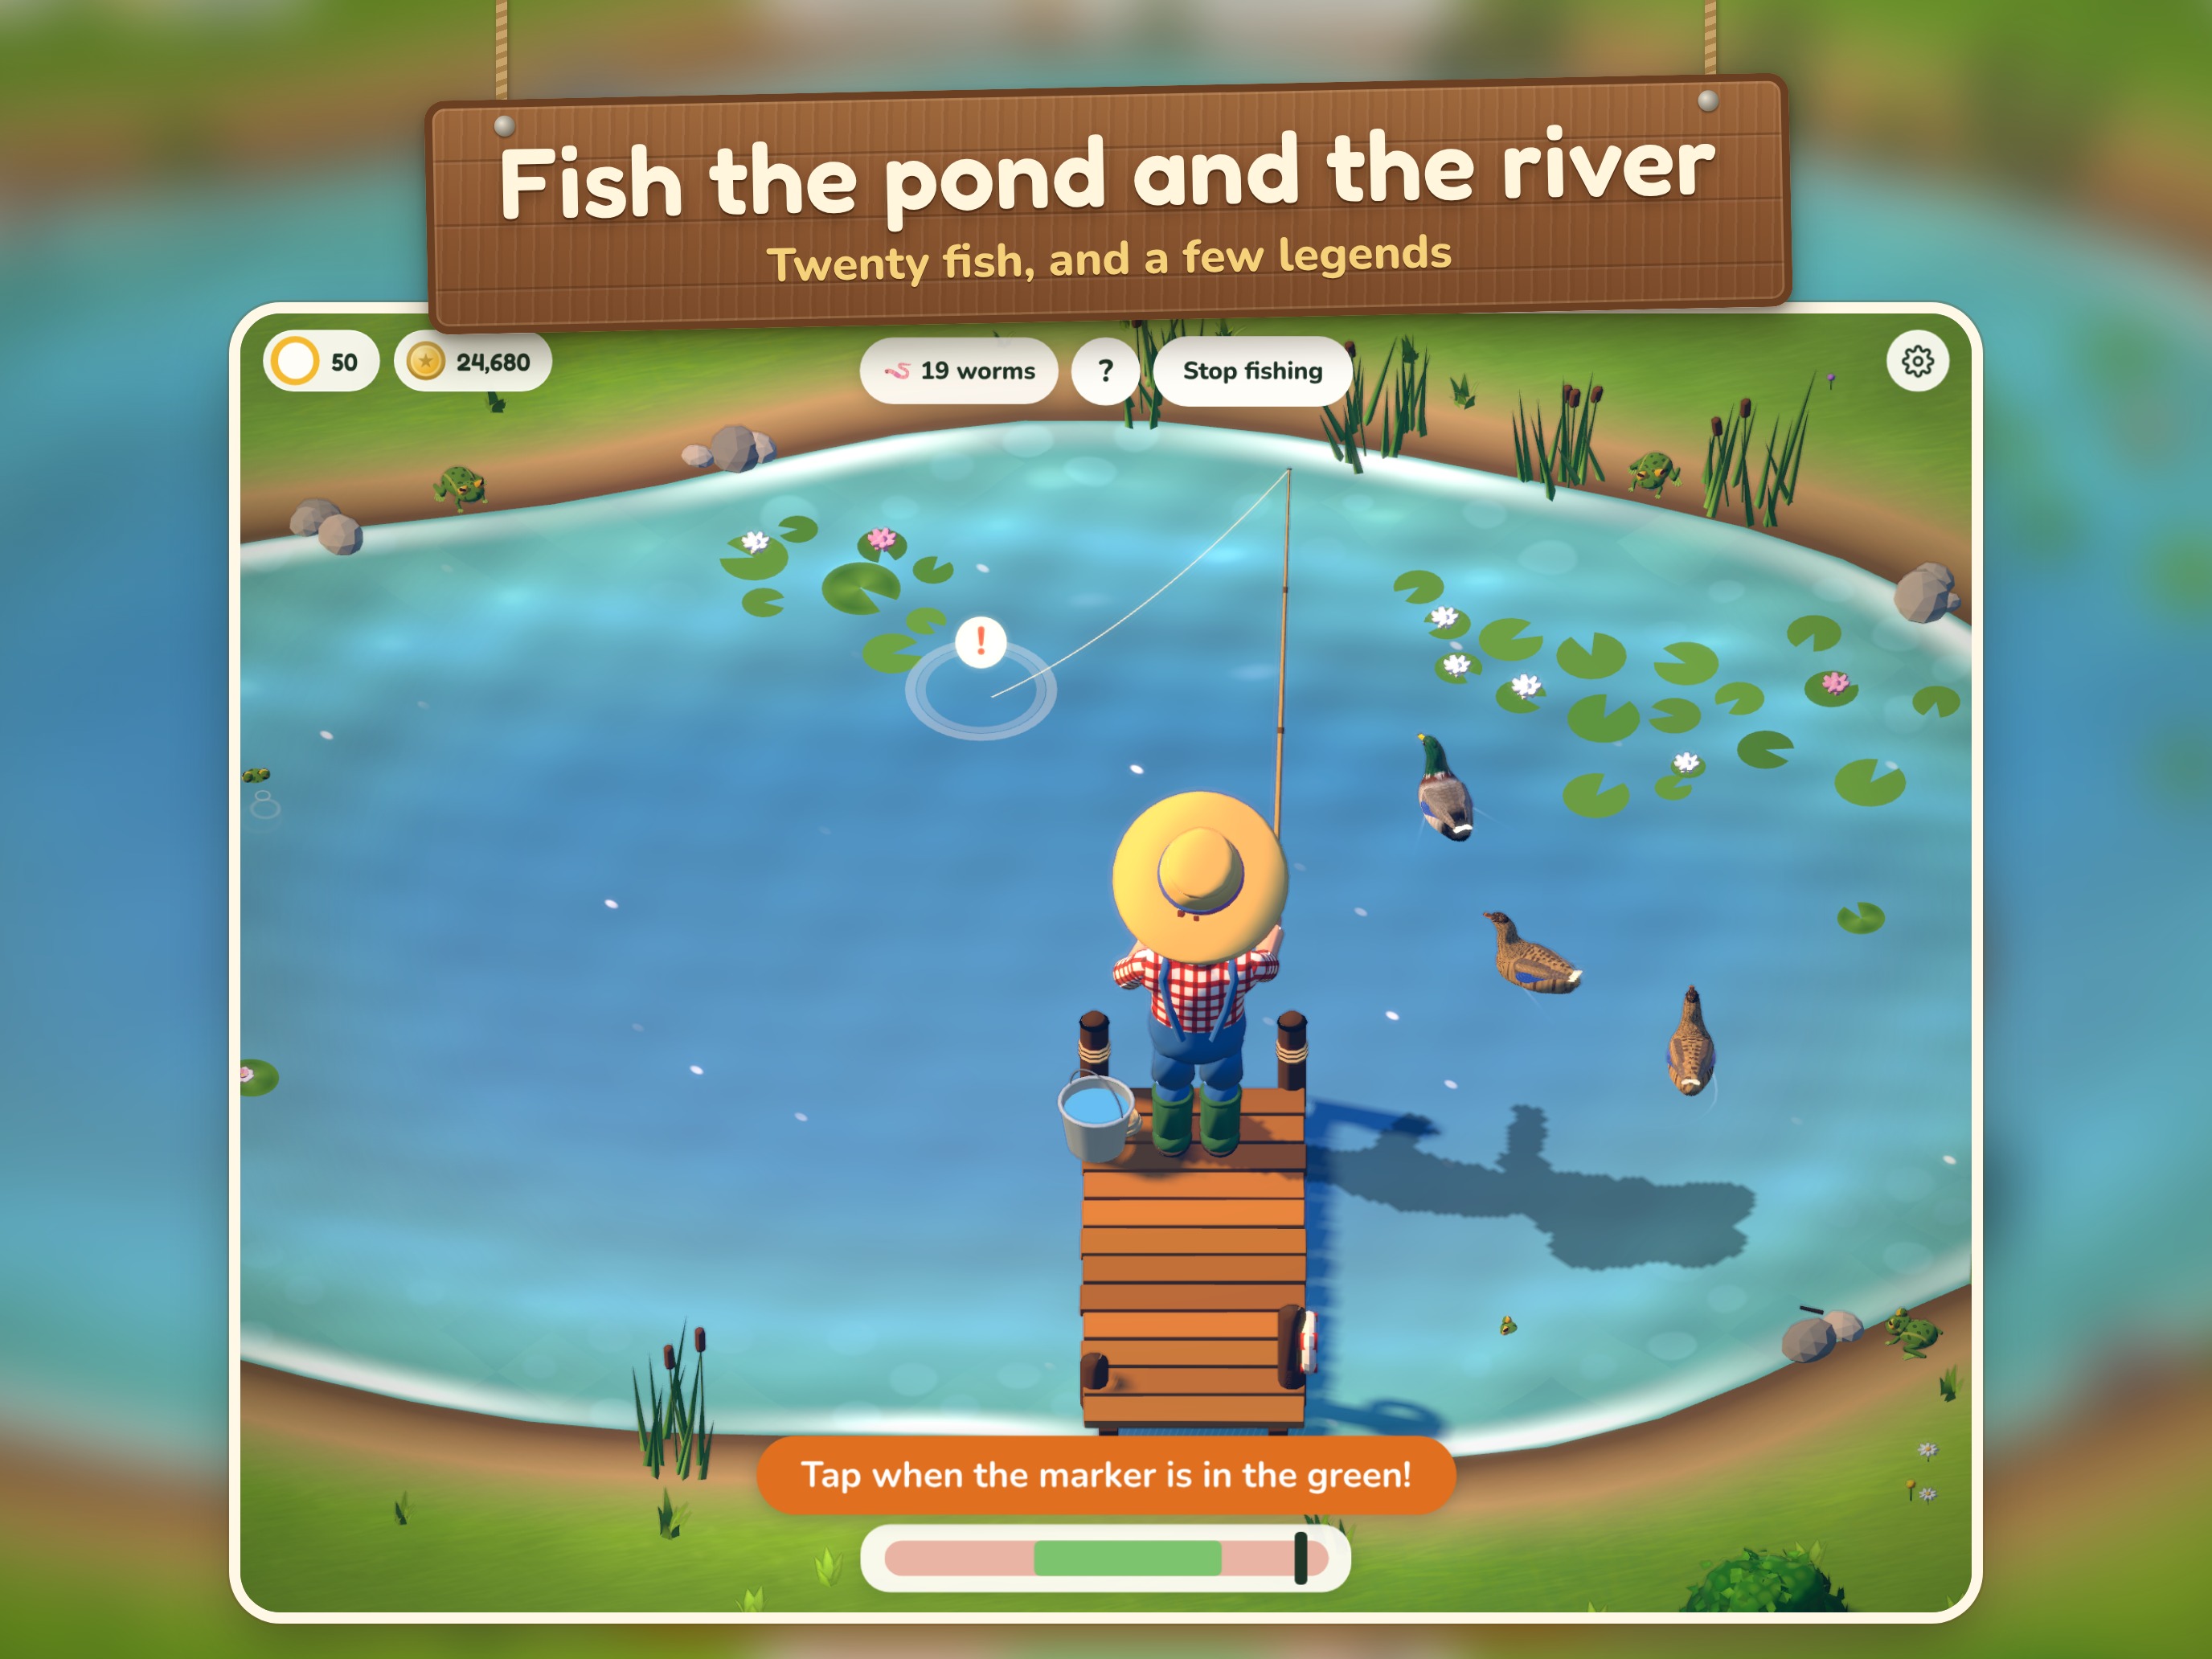 Fish the pond and the river
Twenty fish, and a few legends
50
24,680
19 worms
?
Stop fishing
!
Tap when the marker is in the green!